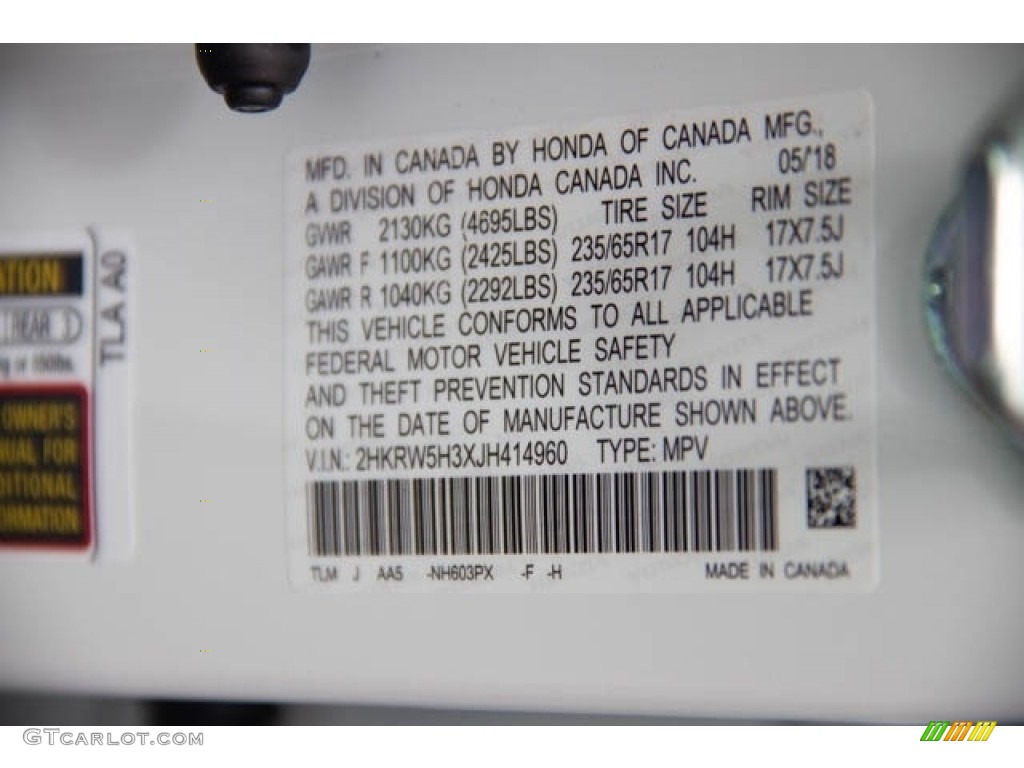 MFD. IN CANADA BY HONDA OF CANADA MFG.,
A DIVISION OF HONDA CANADA INC. 05/'18
GVWR 2130KG (4695LBS) TIRE SIZE RIM SIZE
GAWR F 1100KG (2425LBS) 235/65R17 104H 17X7.5J
GAWR R 1040KG (2292LBS) 235/65R17 104H 17X7.5J
THIS VEHICLE CONFORMS TO ALL APPLICABLE
FEDERAL MOTOR VEHICLE SAFETY
AND THEFT PREVENTION STANDARDS IN EFFECT
ON THE DATE OF MANUFACTURE SHOWN ABOVE.
V.I.N.: 2HKRW5H3XJH414960 TYPE: MPV
TLM J AA5 -NH603PX -F -H MADE IN CANADA
TLA A0
REAR
OWNER'S
FOR
GTCARLOT.COM